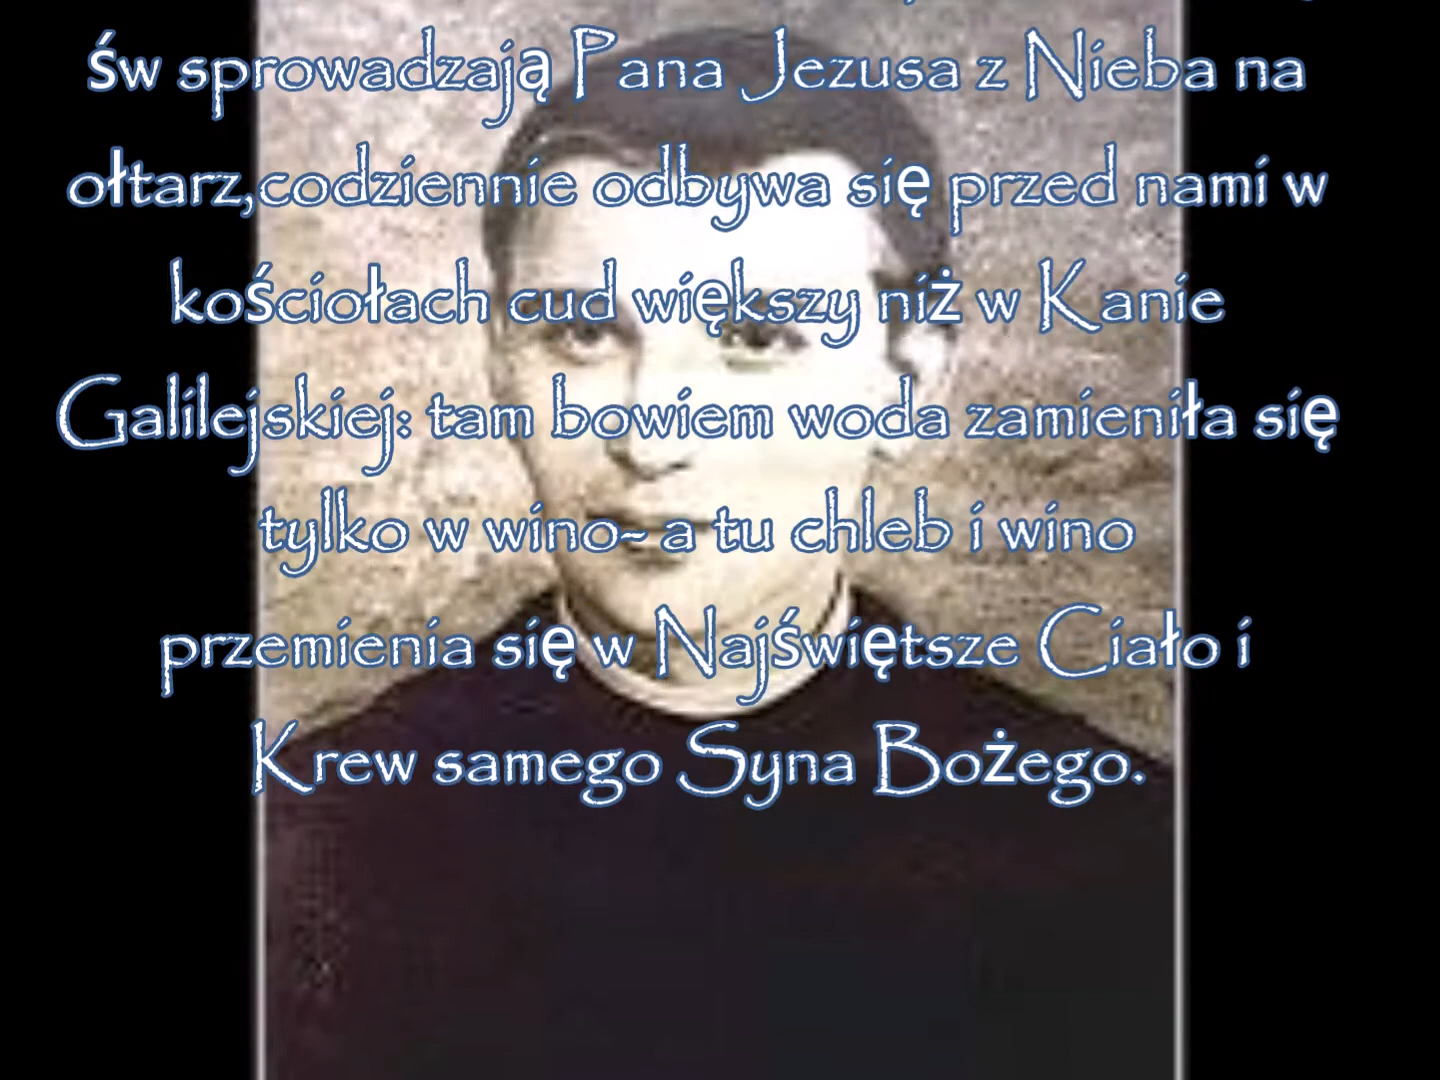 św sprowadzają Pana Jezusa z Nieba na
ołtarz,codziennie odbywa się przed nami w
kościołach cud większy niż w Kanie
Galilejskiej: tam bowiem woda zamieniła się
tylko w wino- a tu chleb i wino
przemienia się w Najświętsze Ciało i
Krew samego Syna Bożego.